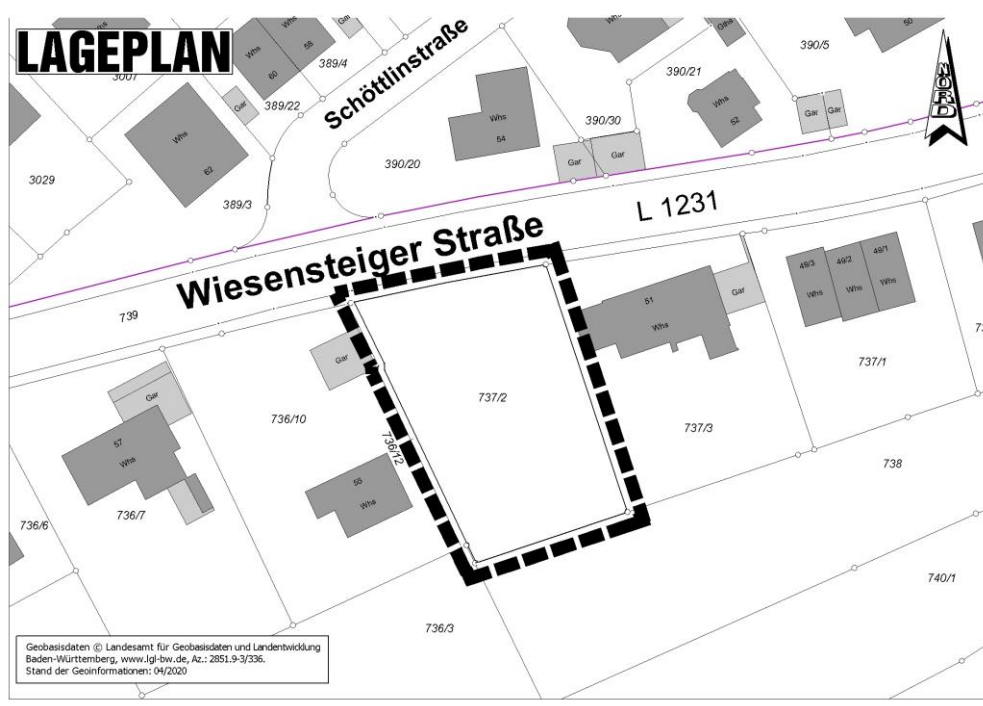 LAGEPLAN
3007
Whs
60
58
Gar
389/4
Schöttlinstraße
Whs
50
390/5
Gths
NORD
Gar
389/22
390/21
Whs
62
Whs
54
390/30
Whs
52
Gar
Gar
Gar
Gar
3029
389/3
390/20
L 1231
Wiesensteiger Straße
739
Gar
51
Whs
Gar
49/3
Whs
49/2
Whs
49/1
Whs
737/1
Gar
57
Whs
736/10
737/2
736/12
737/3
738
55
Whs
736/6
736/7
740/1
736/3
Geobasisdaten © Landesamt für Geobasisdaten und Landentwicklung
Baden-Württemberg, www.lgl-bw.de, Az.: 2851.9-3/336.
Stand der Geoinformationen: 04/2020